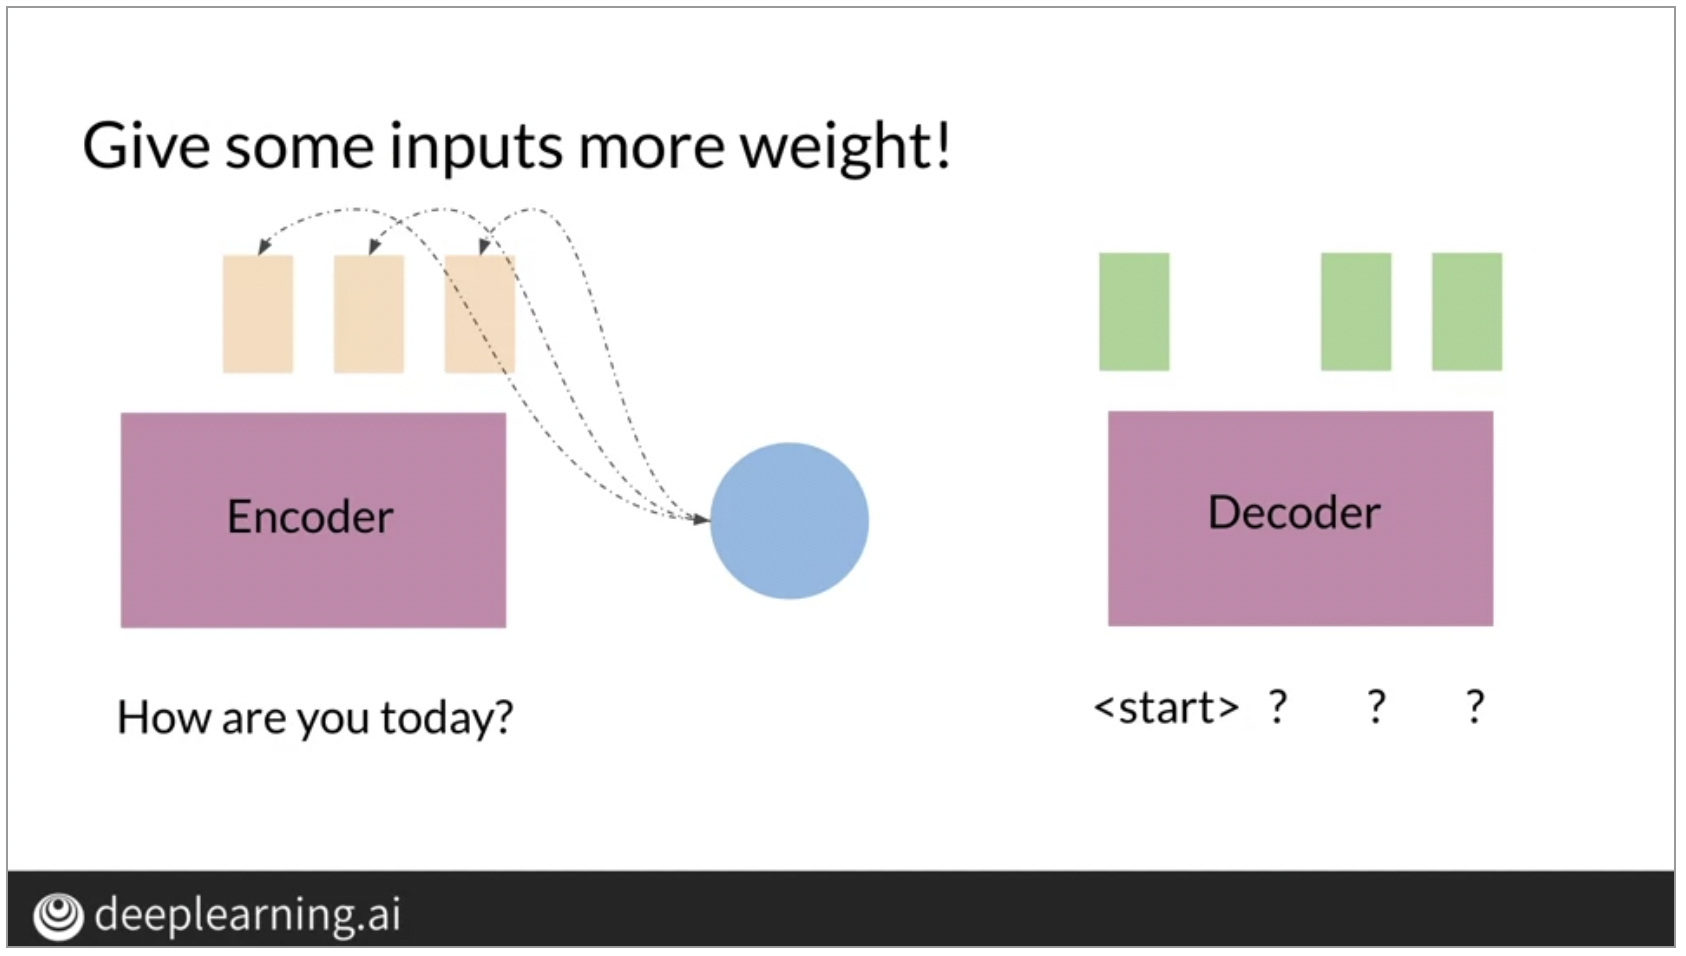 Give some inputs more weight!
Encoder
Decoder
How are you today?
<start> ? ? ?
deeplearning.ai